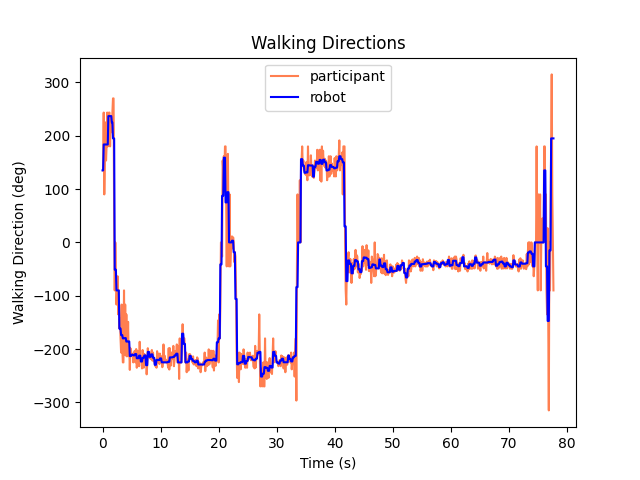 Walking Directions
participant
robot
Walking Direction (deg)
300
200
100
0
−100
−200
−300
0 10 20 30 40 50 60 70 80
Time (s)